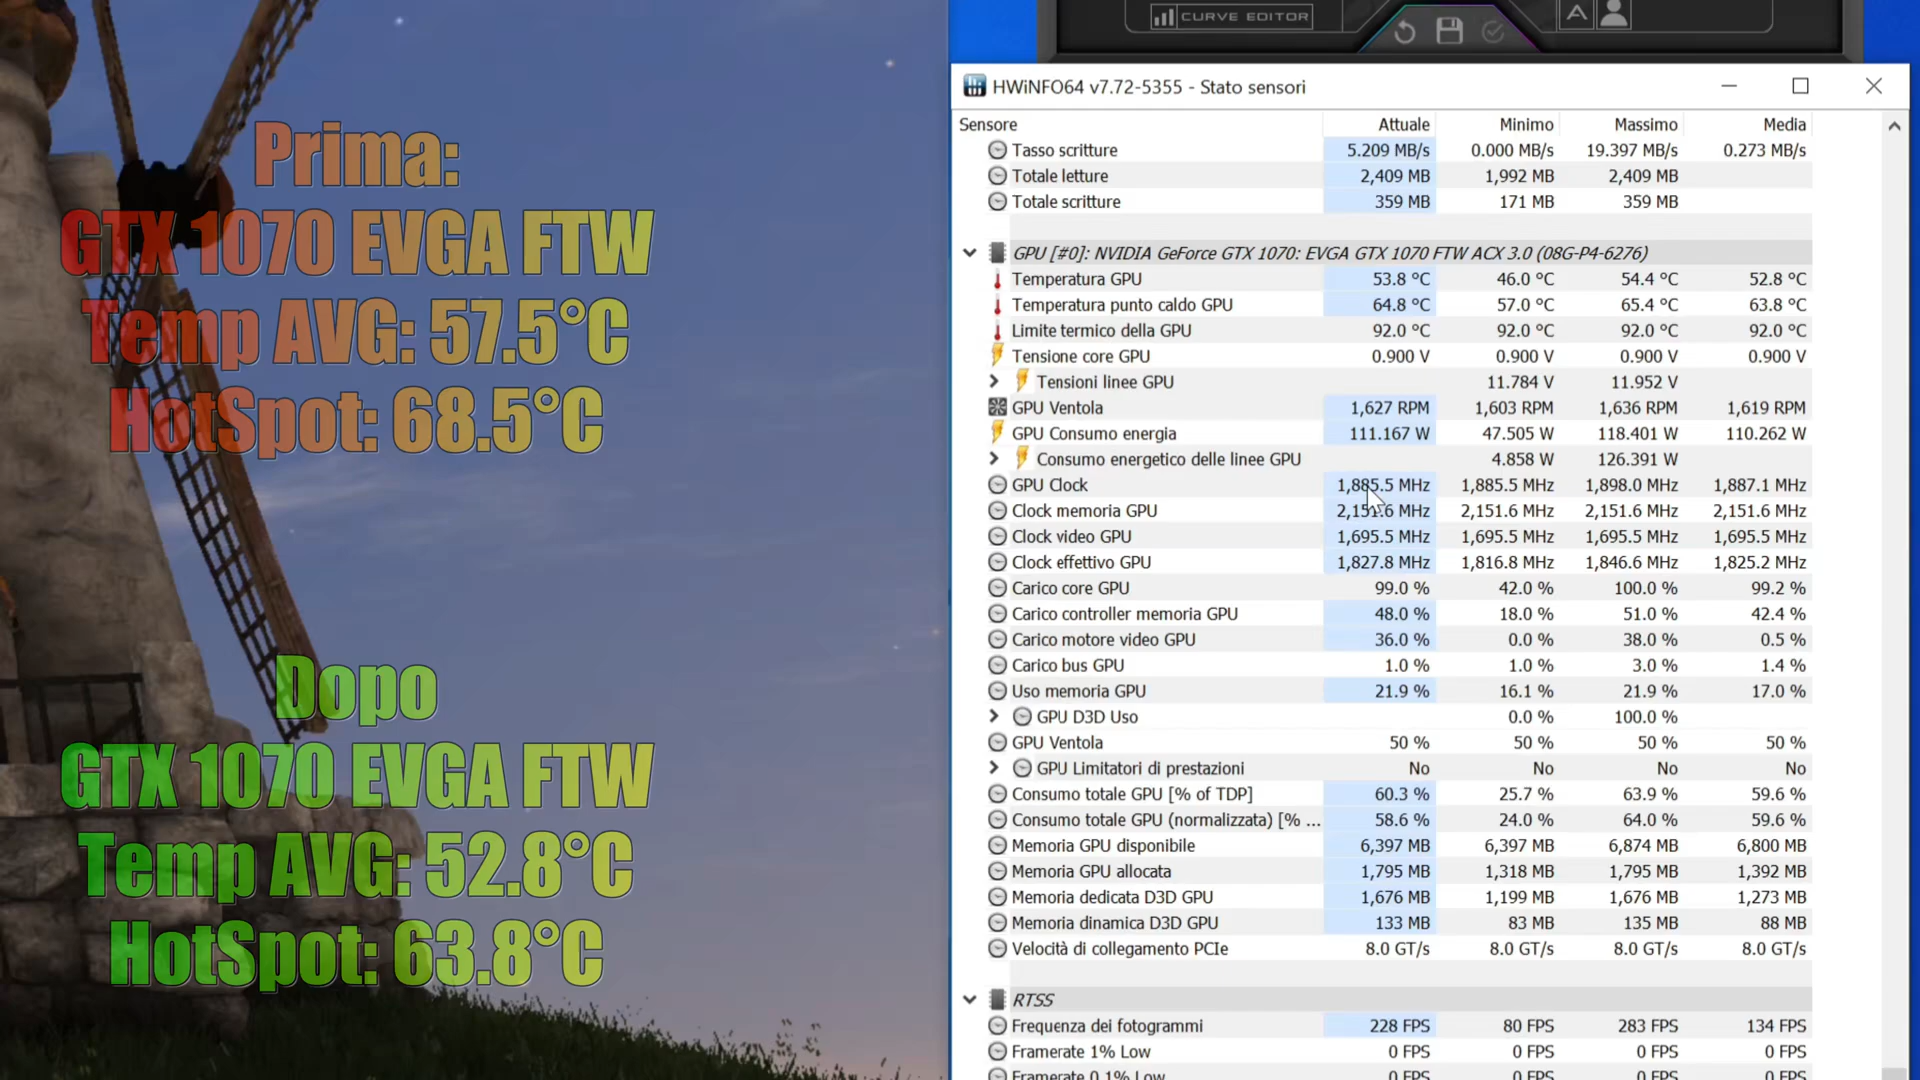 Prima:
GTX 1070 EVGA FTW
Temp AVG: 57.5°C
HotSpot: 68.5°C
Dopo
GTX 1070 EVGA FTW
Temp AVG: 52.8°C
HotSpot: 63.8°C
CURVE EDITOR
A
HWiNFO64 v7.72-5355 - Stato sensori
Sensore Attuale Minimo Massimo Media
Tasso scritture 5.209 MB/s 0.000 MB/s 19.397 MB/s 0.273 MB/s
Totale letture 2,409 MB 1,992 MB 2,409 MB
Totale scritture 359 MB 171 MB 359 MB
GPU [#0]: NVIDIA GeForce GTX 1070: EVGA GTX 1070 FTW ACX 3.0 (08G-P4-6276)
Temperatura GPU 53.8 °C 46.0 °C 54.4 °C 52.8 °C
Temperatura punto caldo GPU 64.8 °C 57.0 °C 65.4 °C 63.8 °C
Limite termico della GPU 92.0 °C 92.0 °C 92.0 °C 92.0 °C
Tensione core GPU 0.900 V 0.900 V 0.900 V 0.900 V
Tensioni linee GPU 11.784 V 11.952 V
GPU Ventola 1,627 RPM 1,603 RPM 1,636 RPM 1,619 RPM
GPU Consumo energia 111.167 W 47.505 W 118.401 W 110.262 W
Consumo energetico delle linee GPU 4.858 W 126.391 W
GPU Clock 1,885.5 MHz 1,885.5 MHz 1,898.0 MHz 1,887.1 MHz
Clock memoria GPU 2,151.6 MHz 2,151.6 MHz 2,151.6 MHz 2,151.6 MHz
Clock video GPU 1,695.5 MHz 1,695.5 MHz 1,695.5 MHz 1,695.5 MHz
Clock effettivo GPU 1,827.8 MHz 1,816.8 MHz 1,846.6 MHz 1,825.2 MHz
Carico core GPU 99.0 % 42.0 % 100.0 % 99.2 %
Carico controller memoria GPU 48.0 % 18.0 % 51.0 % 42.4 %
Carico motore video GPU 36.0 % 0.0 % 38.0 % 0.5 %
Carico bus GPU 1.0 % 1.0 % 3.0 % 1.4 %
Uso memoria GPU 21.9 % 16.1 % 21.9 % 17.0 %
GPU D3D Uso 0.0 % 100.0 %
GPU Ventola 50 % 50 % 50 % 50 %
GPU Limitatori di prestazioni No No No No
Consumo totale GPU [% of TDP] 60.3 % 25.7 % 63.9 % 59.6 %
Consumo totale GPU (normalizzato) [% ... 58.6 % 24.0 % 64.0 % 59.6 %
Memoria GPU disponibile 6,397 MB 6,397 MB 6,874 MB 6,800 MB
Memoria GPU allocata 1,795 MB 1,318 MB 1,795 MB 1,392 MB
Memoria dedicata D3D GPU 1,676 MB 1,199 MB 1,676 MB 1,273 MB
Memoria dinamica D3D GPU 133 MB 83 MB 135 MB 88 MB
Velocità di collegamento PCIe 8.0 GT/s 8.0 GT/s 8.0 GT/s 8.0 GT/s
RTSS
Frequenza dei fotogrammi 228 FPS 80 FPS 283 FPS 134 FPS
Framerate 1% Low 0 FPS 0 FPS 0 FPS 0 FPS
Framerate 0.1% Low 0 FPS 0 FPS 0 FPS 0 FPS